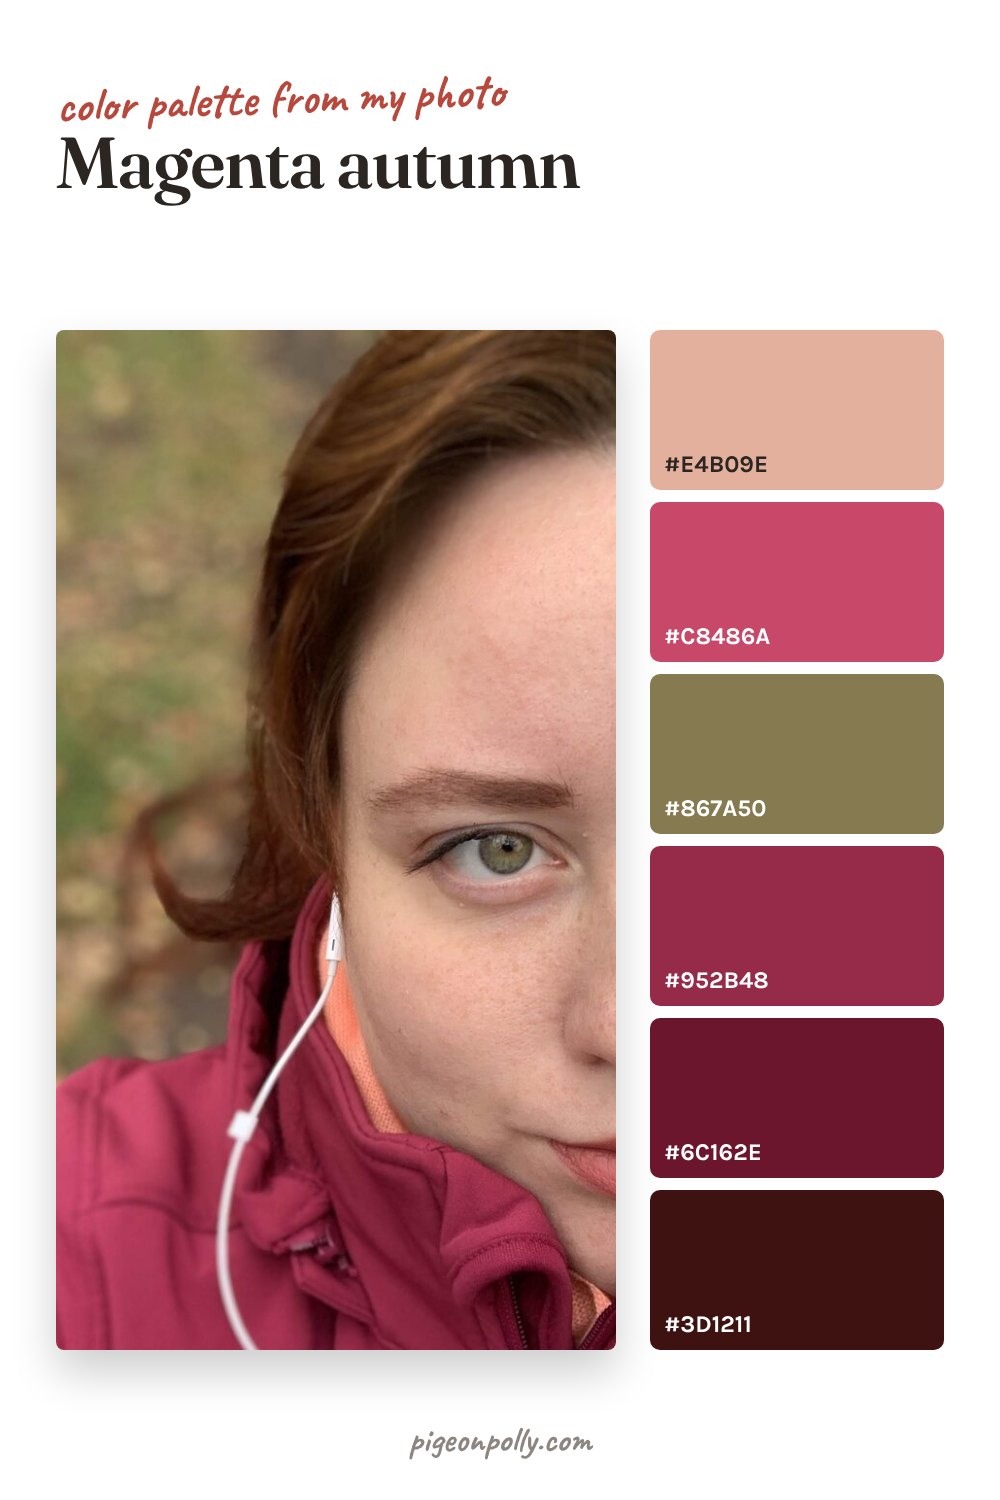 color palette from my photo
Magenta autumn
#E4B09E
#C8486A
#867A50
#952B48
#6C162E
#3D1211
pigeonpolly.com